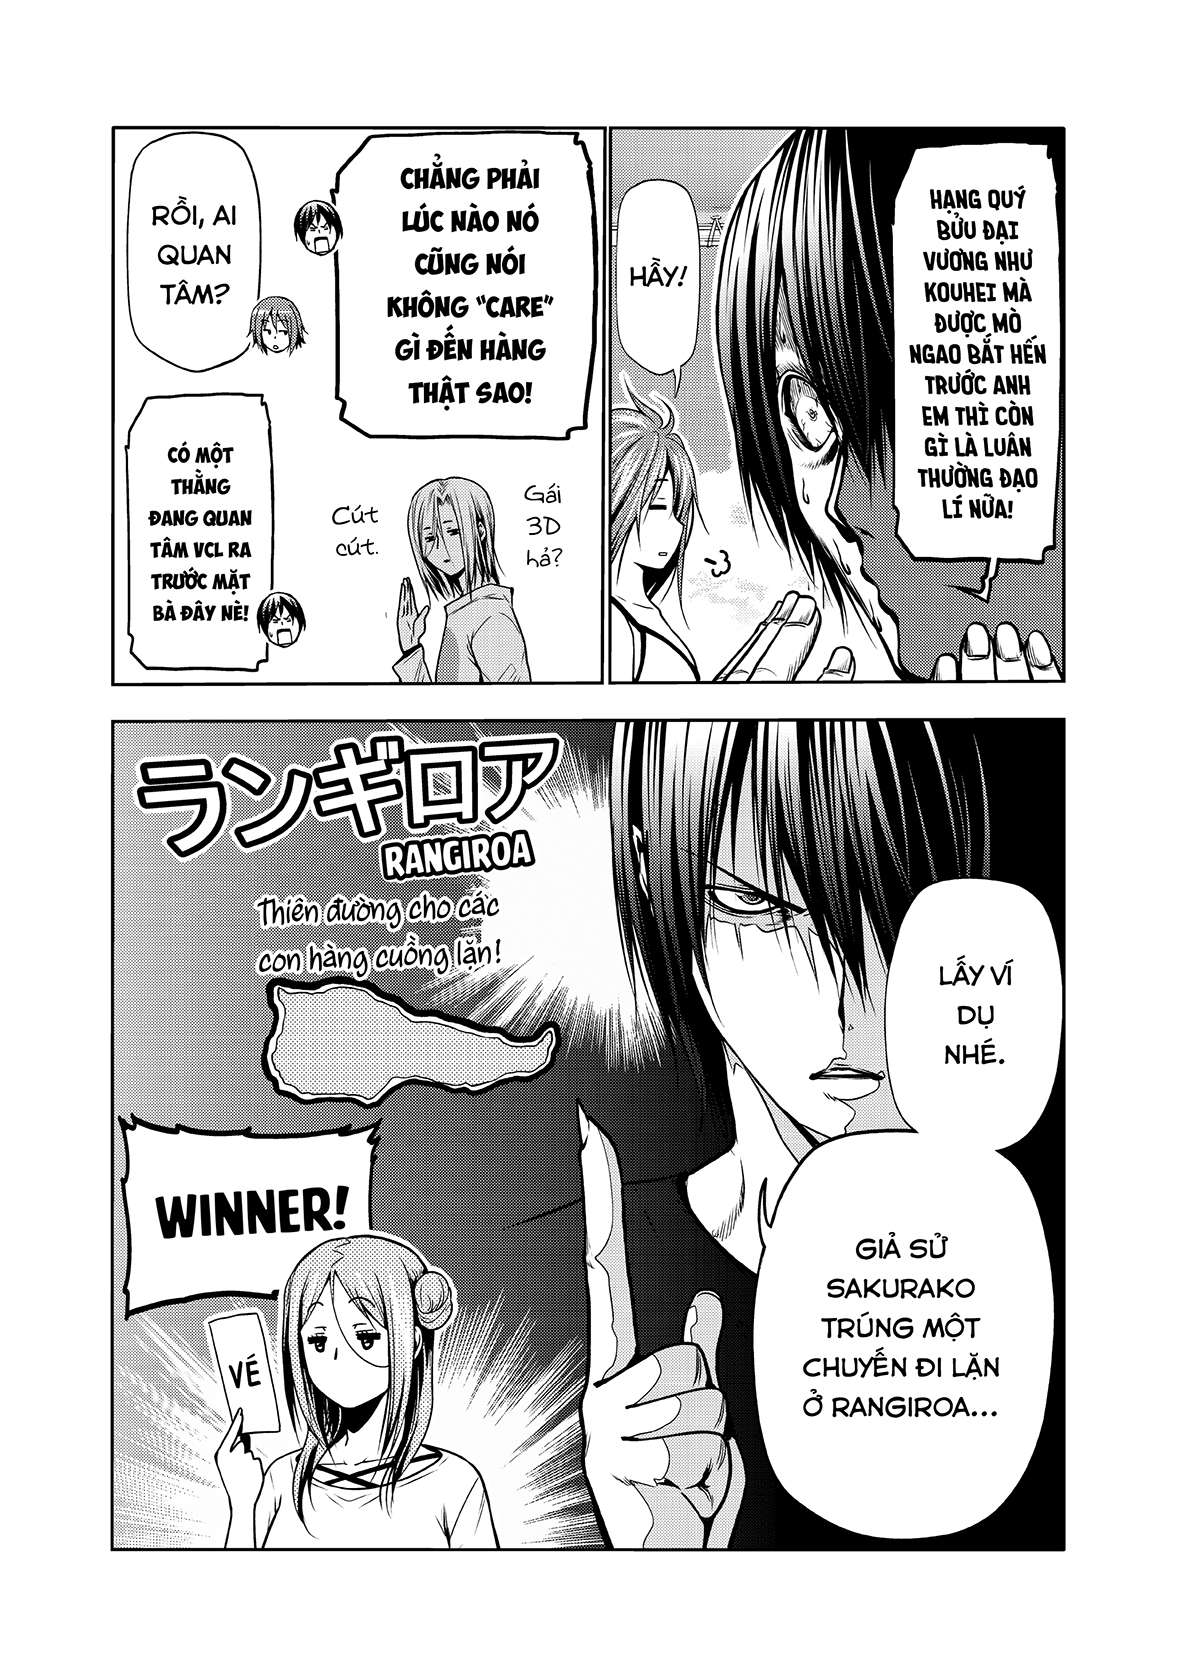 HẠNG QUÝ
BỬU ĐẠI
VƯƠNG NHƯ
KOUHEI MÀ
ĐƯỢC MÒ
NGAO BẮT HẾN
TRƯỚC ANH
EM THÌ CÒN
GÌ LÀ LUÂN
THƯỜNG ĐẠO
LÍ NỮA!
HẦY!
CHẲNG PHẢI
LÚC NÀO NÓ
CŨNG NÓI
KHÔNG “CARE”
GÌ ĐẾN HÀNG
THẬT SAO!
RỒI, AI
QUAN
TÂM?
Gái
3D
hả?
Cút
cút.
CÓ MỘT
THẰNG
ĐANG QUAN
TÂM VCL RA
TRƯỚC MẶT
BÀ ĐÂY NÈ!
ランギロア
RANGIROA
Thiên đường cho các
con hàng cuồng lặn!
LẤY VÍ
DỤ
NHÉ.
GIẢ SỬ
SAKURAKO
TRÚNG MỘT
CHUYẾN ĐI LẶN
Ở RANGIROA...
WINNER!
VÉ